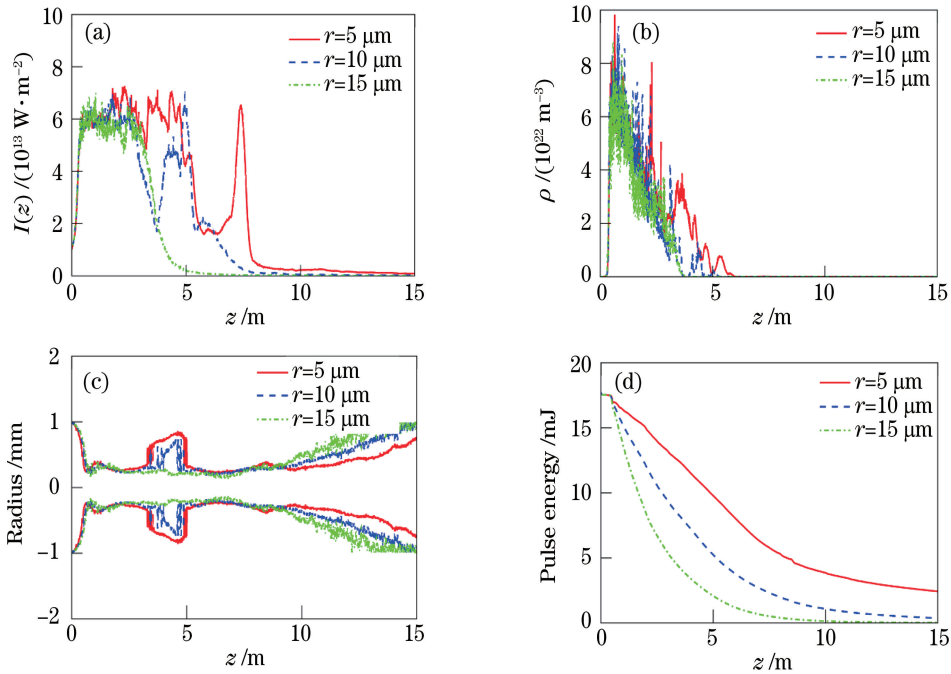 (a)
r=5 μm
r=10 μm
r=15 μm
10
8
6
4
2
0
I(z) /(10¹³ W·m⁻²)
0 5 10 15
z /m
(b)
r=5 μm
r=10 μm
r=15 μm
10
8
6
4
2
0
ρ /(10²² m⁻³)
0 5 10 15
z /m
(c)
r=5 μm
r=10 μm
r=15 μm
2
1
0
−1
−2
Radius /mm
0 5 10 15
z /m
(d)
r=5 μm
r=10 μm
r=15 μm
20
15
10
5
0
Pulse energy /mJ
0 5 10 15
z /m